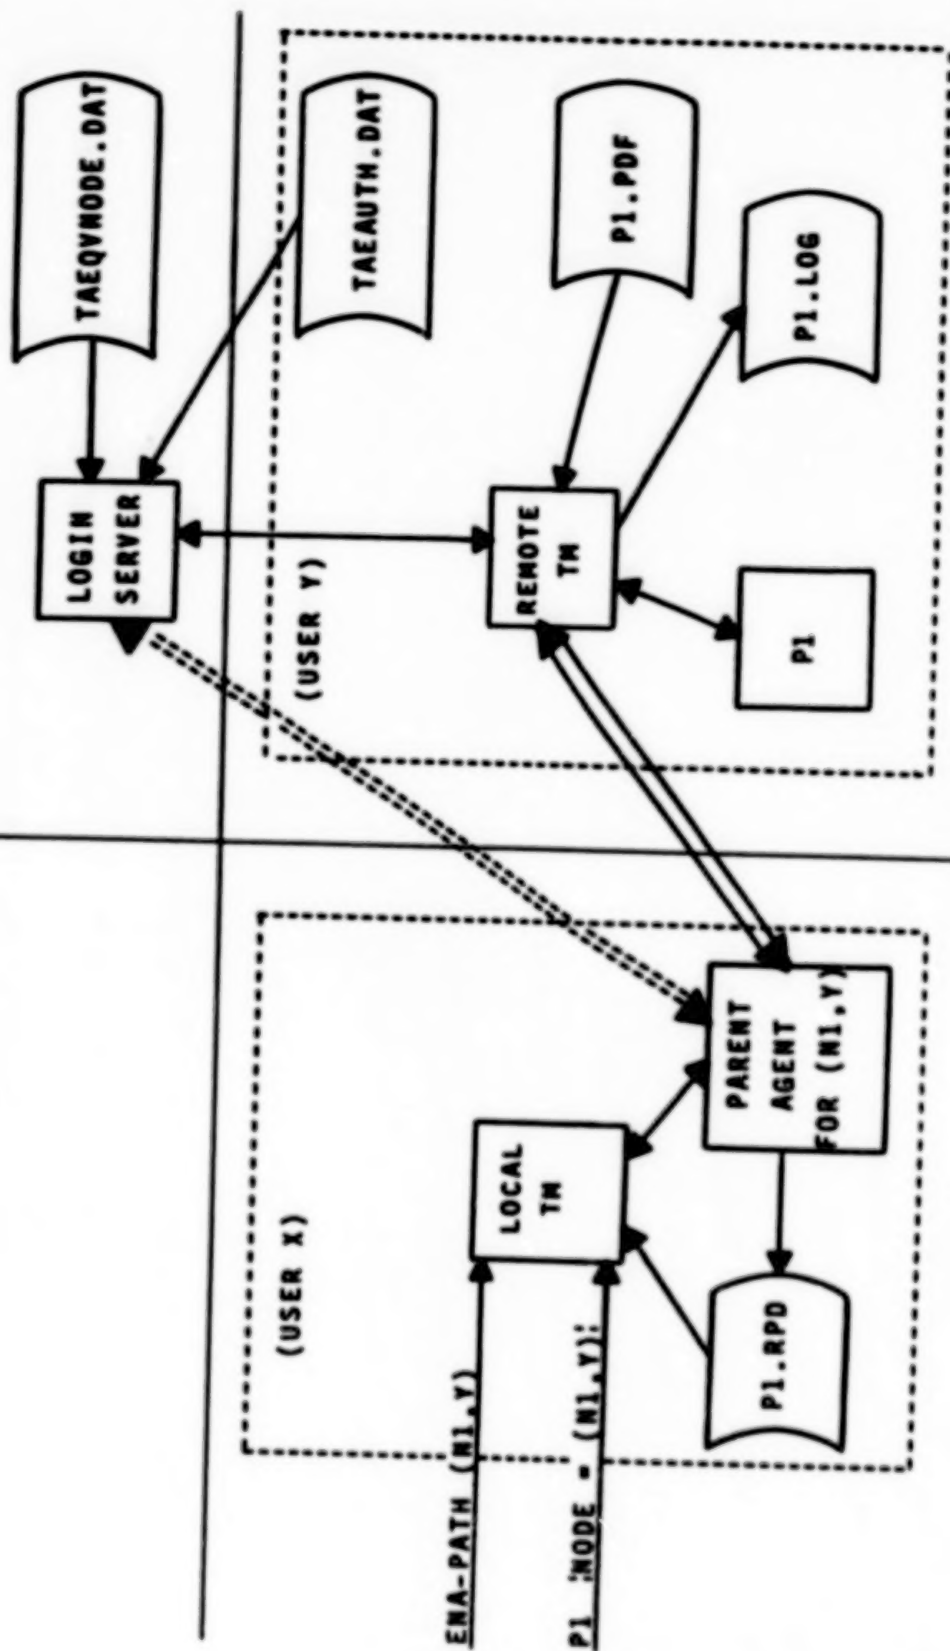 TAEQVNODE.DAT
TAEAUTH.DAT
LOGIN
SERVER
(USER Y)
P1.PDF
P1.LOG
REMOTE
TM
P1
(USER X)
LOCAL
TM
PARENT
AGENT
FOR (N1,Y)
P1.RPD
ENA-PATH (N1,Y)
P1 :NODE = (N1,Y):